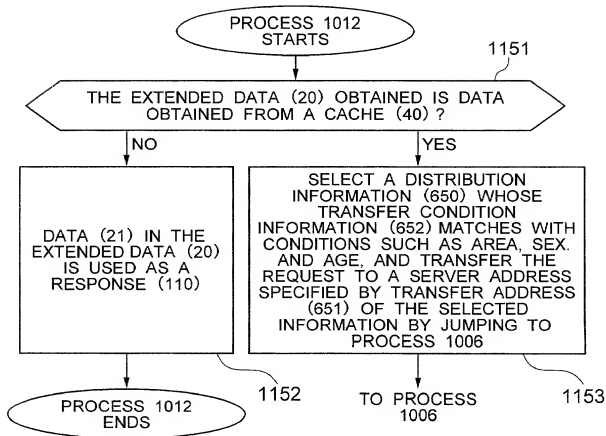 PROCESS 1012
STARTS
1151
THE EXTENDED DATA (20) OBTAINED IS DATA
OBTAINED FROM A CACHE (40) ?
NO
YES
DATA (21) IN THE
EXTENDED DATA (20)
IS USED AS A
RESPONSE (110)
SELECT A DISTRIBUTION
INFORMATION (650) WHOSE
TRANSFER CONDITION
INFORMATION (652) MATCHES WITH
CONDITIONS SUCH AS AREA, SEX.
AND AGE, AND TRANSFER THE
REQUEST TO A SERVER ADDRESS
SPECIFIED BY TRANSFER ADDRESS
(651) OF THE SELECTED
INFORMATION BY JUMPING TO
PROCESS 1006
1152
1153
PROCESS 1012
ENDS
TO PROCESS
1006